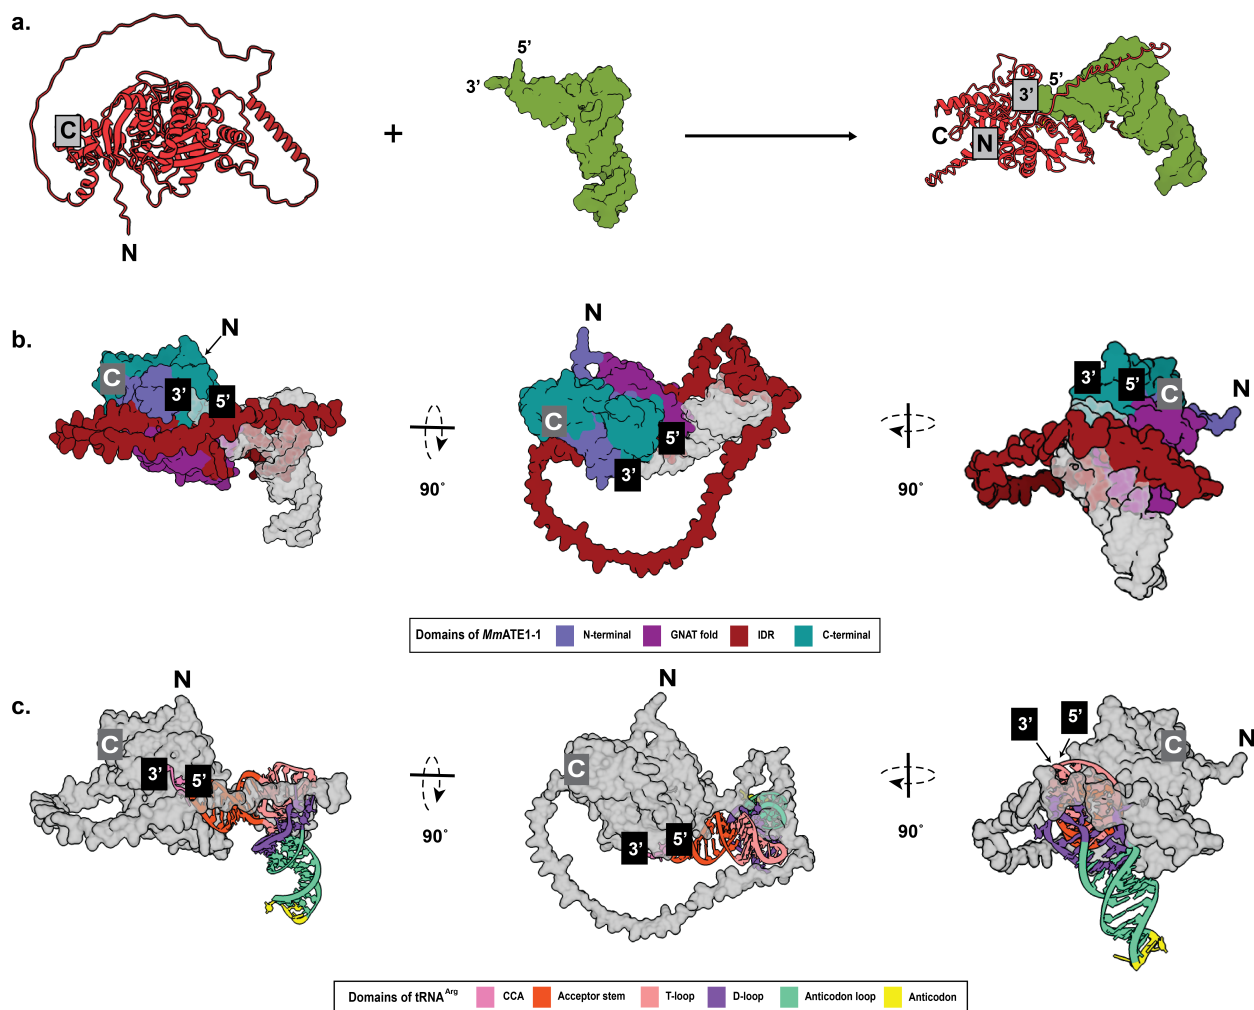 a.
5’
3’
C
+
N
3’
5’
C
N
b.
N
C
3’
5’
90°
N
C
5’
3’
90°
3’
5’
C
N
Domains of MmATE1-1 N-terminal GNAT fold IDR C-terminal
c.
N
C
3’
5’
90°
N
C
3’
5’
90°
3’
5’
C
N
Domains of tRNAArg CCA Acceptor stem T-loop D-loop Anticodon loop Anticodon